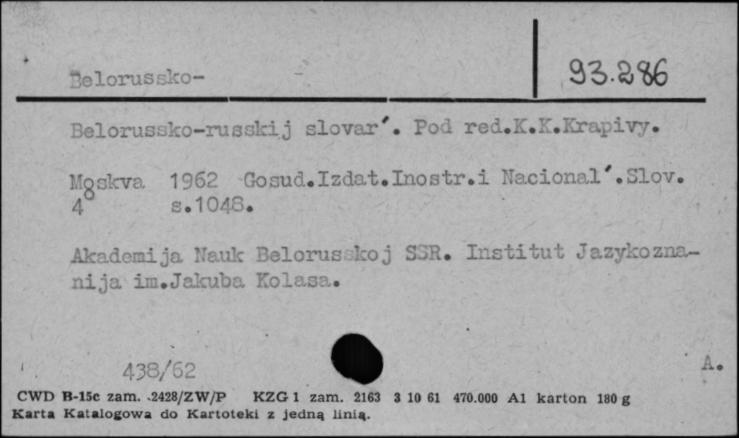 Belorussko-
93.286
Belorussko-russkij slovar´. Pod red.K.K.Krapivy.
Moskva 1962 Gosud.Izdat.Inostr.i Nacional´.Slov.
4° s.1048.
Akademija Nauk Belorusskoj SSR. Institut Jazykozna-
nija im.Jakuba Kolasa.
438/62
A.
CWD B-15c zam. 2428/ZW/P KZG 1 zam. 2163 3 10 61 470.000 A1 karton 180 g
Karta Katalogowa do Kartoteki z jedną linią.